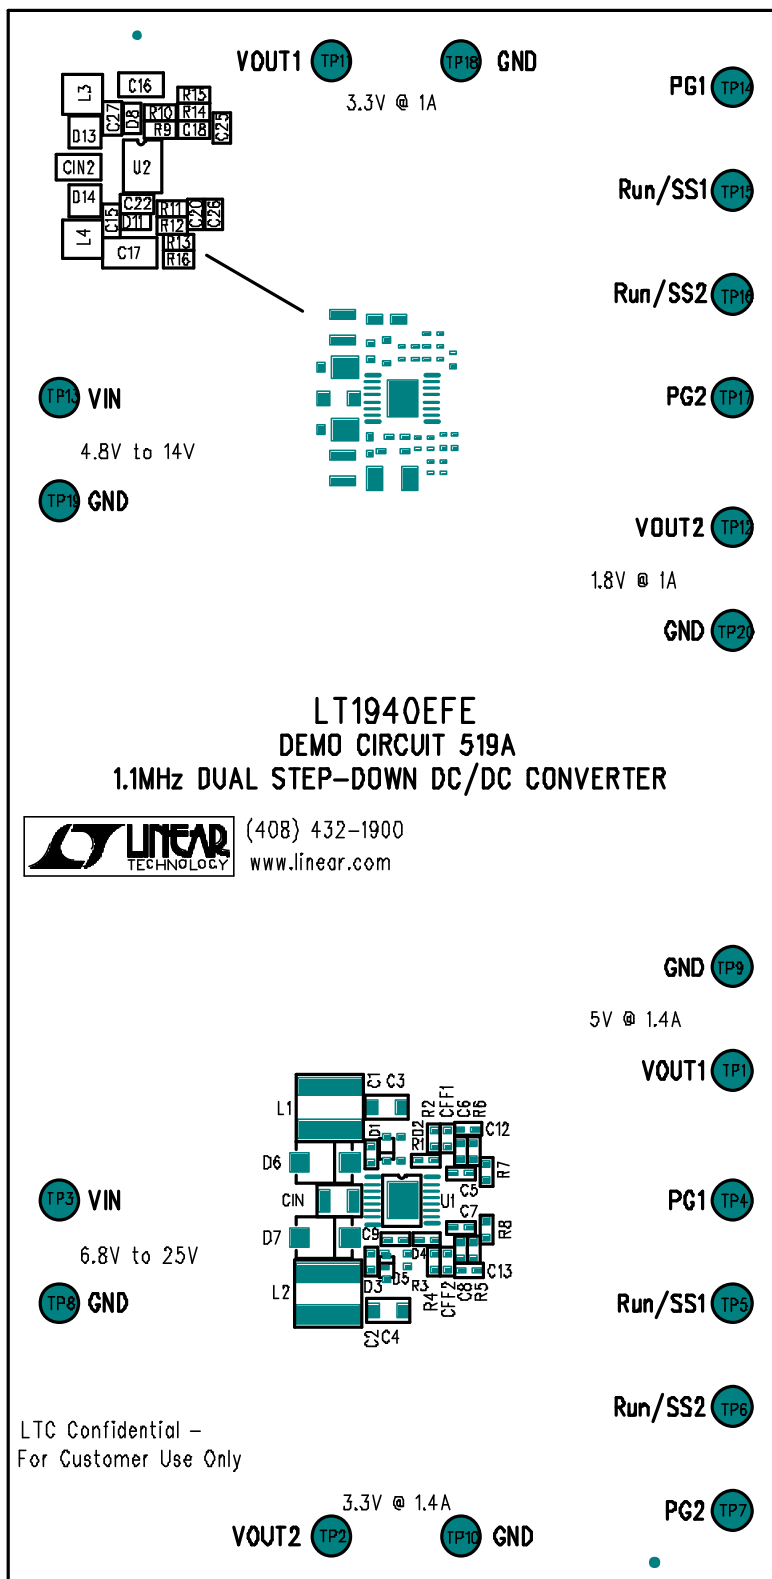 VOUT1 TP11 TP18 GND
3.3V @ 1A
PG1 TP14
L3 C16 R15
C27 D8 R10 R14
D13 R9 C18 C25
CIN2 U2
Run/SS1 TP15
D14 C22 R11 C20 C26
C15 D11 R12
L4 C17 R13
R16
Run/SS2 TP16
TP13 VIN
PG2 TP17
4.8V to 14V
TP19 GND
VOUT2 TP12
1.8V @ 1A
GND TP20
LT1940EFE
DEMO CIRCUIT 519A
1.1MHz DUAL STEP-DOWN DC/DC CONVERTER
LINEAR
TECHNOLOGY
(408) 432-1900
www.linear.com
GND TP9
5V @ 1.4A
VOUT1 TP1
L1 C1 C3 R2 CFF1 C6 R6
D1 D2 C12
R1
D6 C5 R7
TP3 VIN
CIN U1
PG1 TP4
D7 C9 D4 C7 R8
6.8V to 25V
L2 D3 D5 R3 R4 CFF2 C8 R5 C13
TP8 GND
Run/SS1 TP5
C2 C4
Run/SS2 TP6
LTC Confidential –
For Customer Use Only
3.3V @ 1.4A
PG2 TP7
VOUT2 TP2 TP10 GND